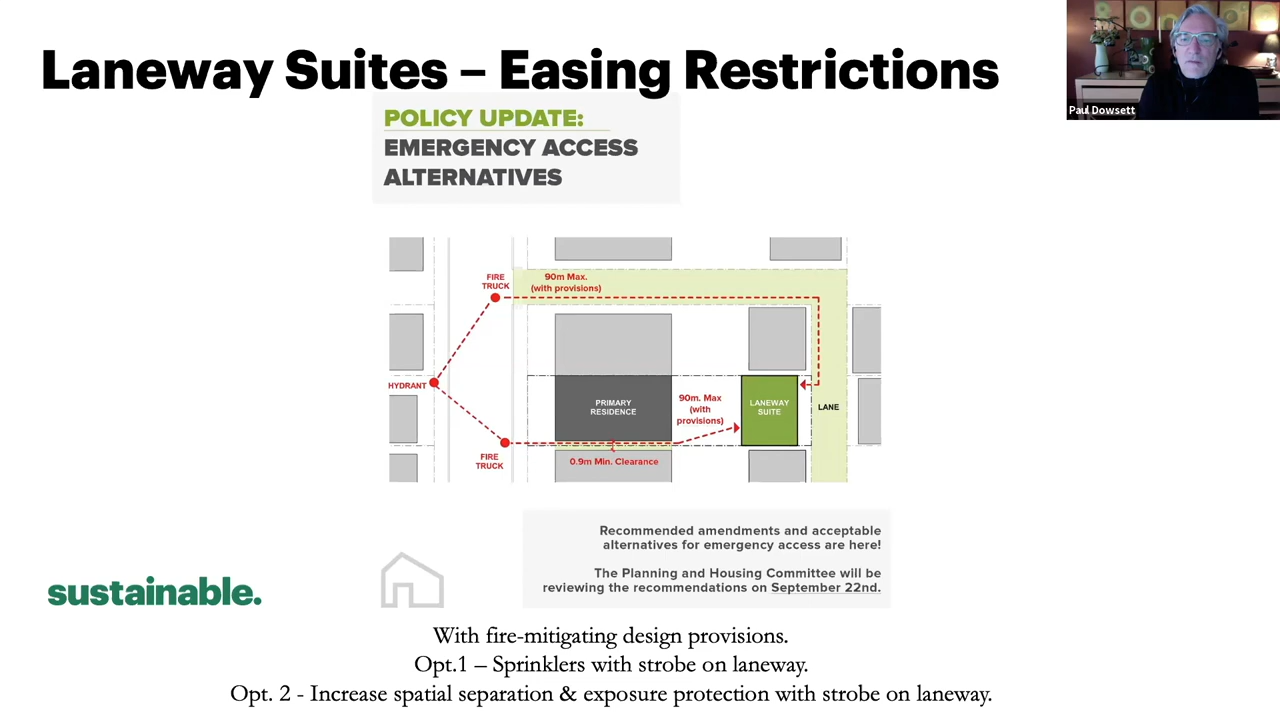 Laneway Suites – Easing Restrictions
Paul Dowsett
POLICY UPDATE:
EMERGENCY ACCESS
ALTERNATIVES
FIRE
TRUCK
90m Max.
(with provisions)
HYDRANT
PRIMARY
RESIDENCE
90m. Max
(with
provisions)
LANEWAY
SUITE
LANE
FIRE
TRUCK
0.9m Min. Clearance
Recommended amendments and acceptable
alternatives for emergency access are here!
The Planning and Housing Committee will be
reviewing the recommendations on September 22nd.
sustainable.
With fire-mitigating design provisions.
Opt.1 – Sprinklers with strobe on laneway.
Opt. 2 - Increase spatial separation & exposure protection with strobe on laneway.